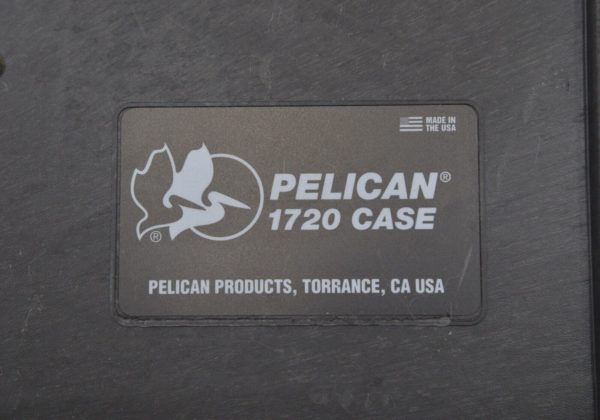 MADE IN
THE USA
PELICAN®
1720 CASE
®
PELICAN PRODUCTS, TORRANCE, CA USA